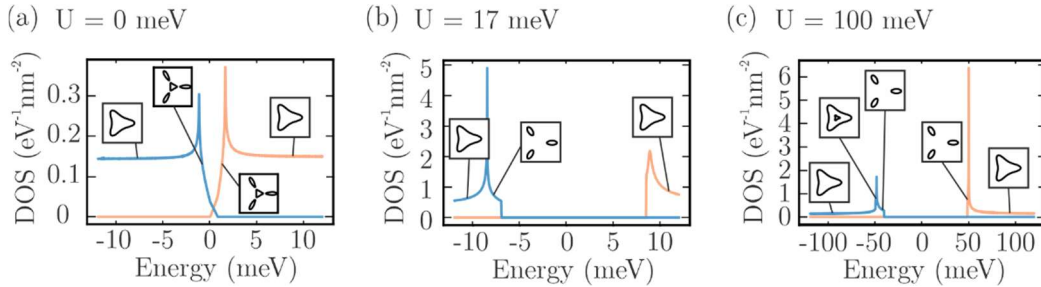 (a) U = 0 meV
(b) U = 17 meV
(c) U = 100 meV
DOS (eV⁻¹nm⁻²)
0.3
0.2
0.1
0
-10 -5 0 5 10
Energy (meV)
DOS (eV⁻¹nm⁻²)
5
4
3
2
1
0
-10 -5 0 5 10
Energy (meV)
DOS (eV⁻¹nm⁻²)
6
5
4
3
2
1
0
-100 -50 0 50 100
Energy (meV)